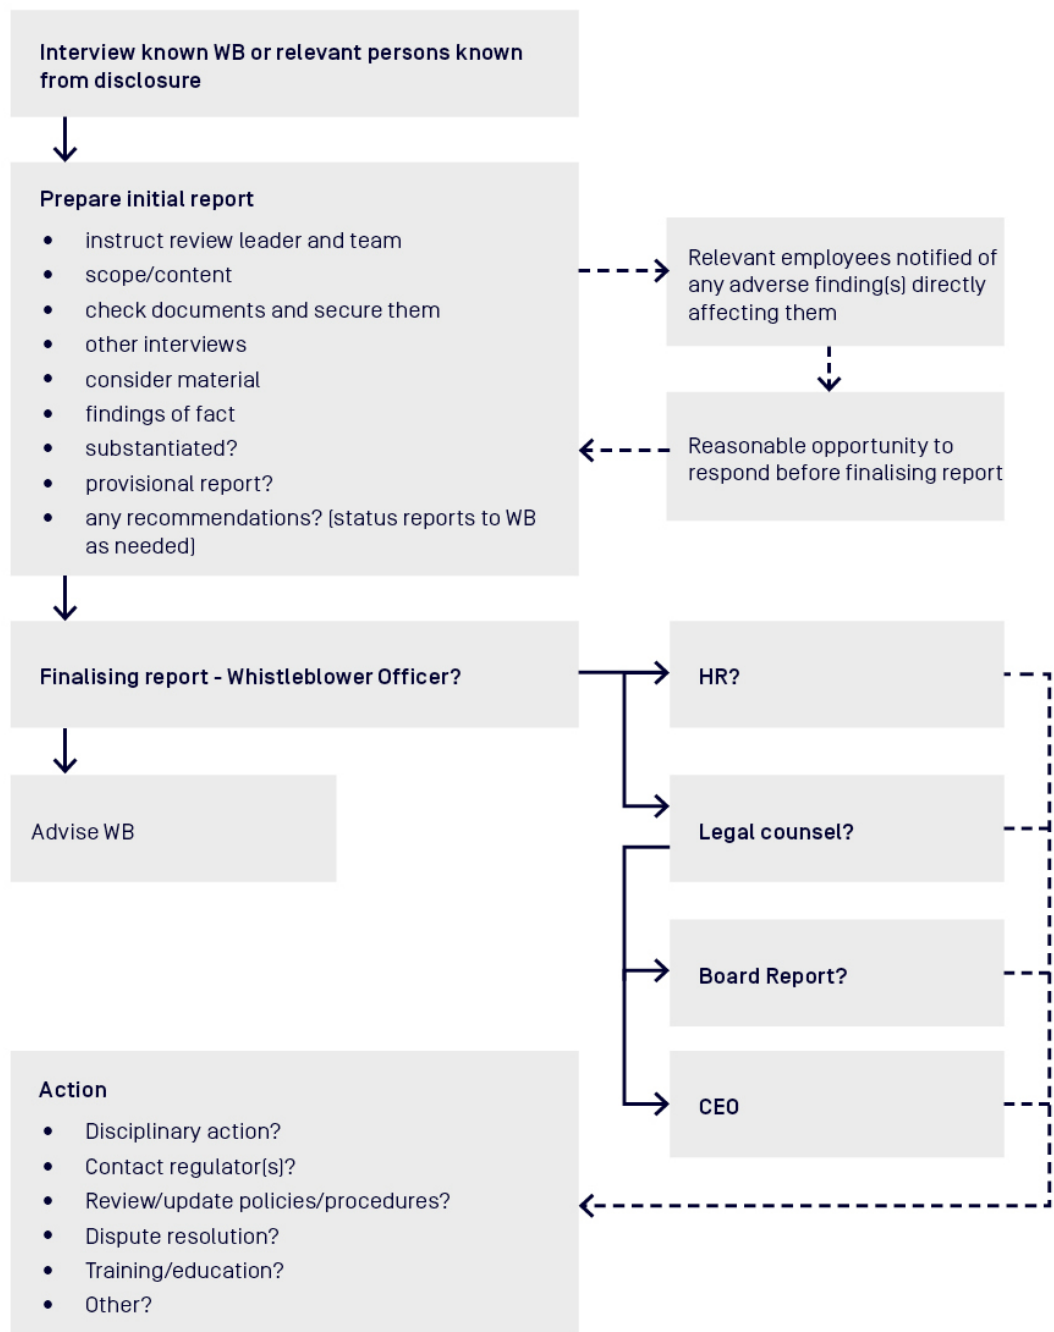 Interview known WB or relevant persons known
from disclosure
Prepare initial report
• instruct review leader and team
• scope/content
• check documents and secure them
• other interviews
• consider material
• findings of fact
• substantiated?
• provisional report?
• any recommendations? (status reports to WB
as needed)
Relevant employees notified of
any adverse finding(s) directly
affecting them
Reasonable opportunity to
respond before finalising report
Finalising report - Whistleblower Officer?
HR?
Advise WB
Legal counsel?
Board Report?
CEO
Action
• Disciplinary action?
• Contact regulator(s)?
• Review/update policies/procedures?
• Dispute resolution?
• Training/education?
• Other?